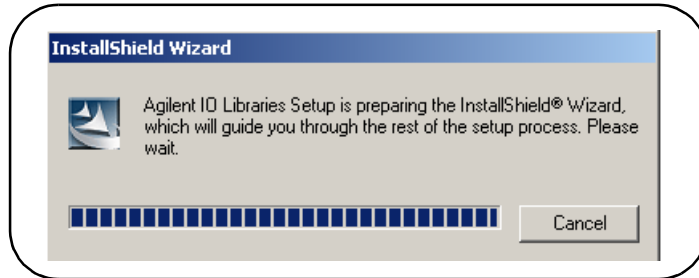 InstallShield Wizard
Agilent IO Libraries Setup is preparing the InstallShield® Wizard,
which will guide you through the rest of the setup process. Please
wait.
Cancel